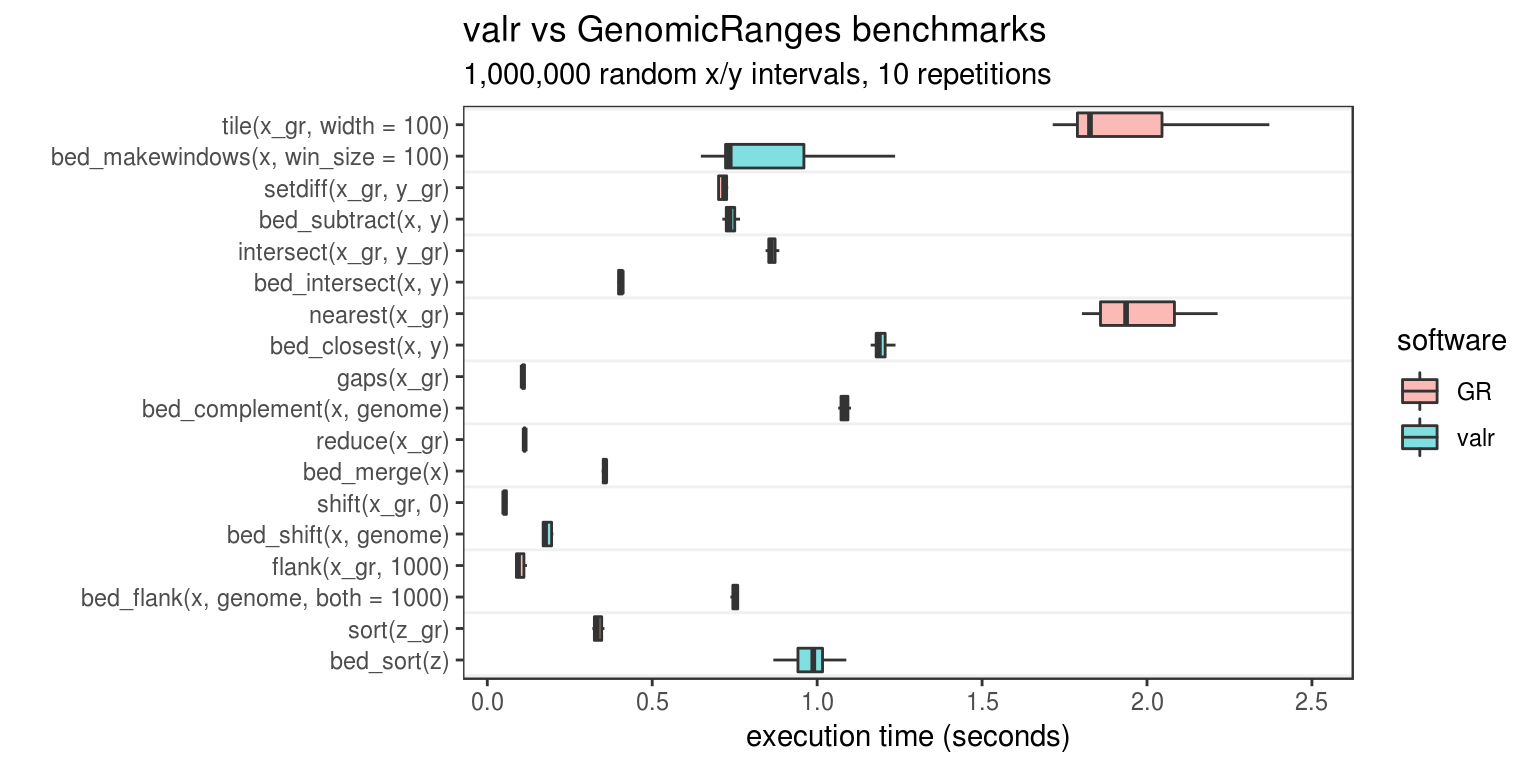 valr vs GenomicRanges benchmarks
1,000,000 random x/y intervals, 10 repetitions
tile(x_gr, width = 100)
bed_makewindows(x, win_size = 100)
setdiff(x_gr, y_gr)
bed_subtract(x, y)
intersect(x_gr, y_gr)
bed_intersect(x, y)
nearest(x_gr)
bed_closest(x, y)
gaps(x_gr)
bed_complement(x, genome)
reduce(x_gr)
bed_merge(x)
shift(x_gr, 0)
bed_shift(x, genome)
flank(x_gr, 1000)
bed_flank(x, genome, both = 1000)
sort(z_gr)
bed_sort(z)
0.0 0.5 1.0 1.5 2.0 2.5
execution time (seconds)
software
GR
valr